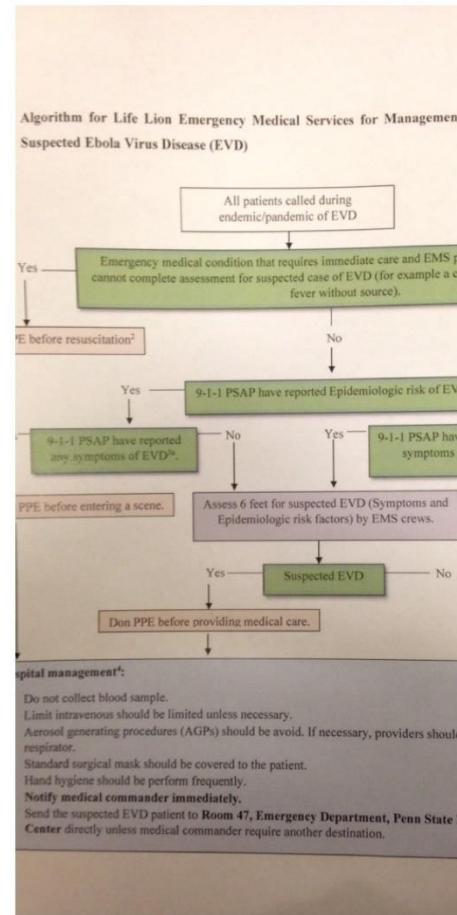 Algorithm for Life Lion Emergency Medical Services for
Suspected Ebola Virus Disease (EVD)
All patients called during
endemic/pandemic of EVD
Yes
Emergency medical condition that requires immediate care and EMS
cannot complete assessment for suspected case of EVD (for example a
fever without source).
before resuscitation²
No
Yes
9-1-1 PSAP have reported Epidemiologic risk of
9-1-1 PSAP have reported
any symptoms of EVD³ᵃ.
No
Yes
9-1-1 PSAP
symptoms
PPE before entering a scene.
Assess 6 feet for suspected EVD (Symptoms and
Epidemiologic risk factors) by EMS crews.
Yes
Suspected EVD
No
Don PPE before providing medical care.
management⁴:
Do not collect blood sample.
Limit intravenous should be limited unless necessary.
Aerosol generating procedures (AGPs) should be avoid. If necessary, providers
respirator.
Standard surgical mask should be covered to the patient.
Hand hygiene should be perform frequently.
Notify medical commander immediately.
Send the suspected EVD patient to Room 47, Emergency Department, Penn State
Center directly unless medical commander require another destination.